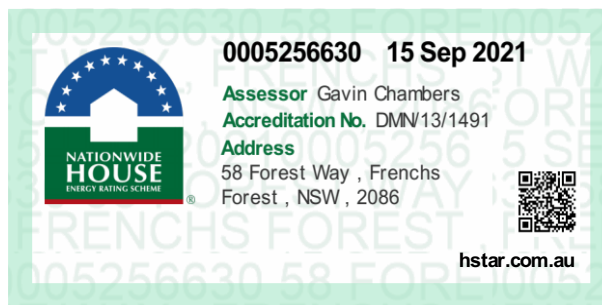 0005256630 15 Sep 2021
Assessor Gavin Chambers
Accreditation No. DMN/13/1491
Address
58 Forest Way , Frenchs
Forest , NSW , 2086
NATIONWIDE
HOUSE
ENERGY RATING SCHEME
®
hstar.com.au